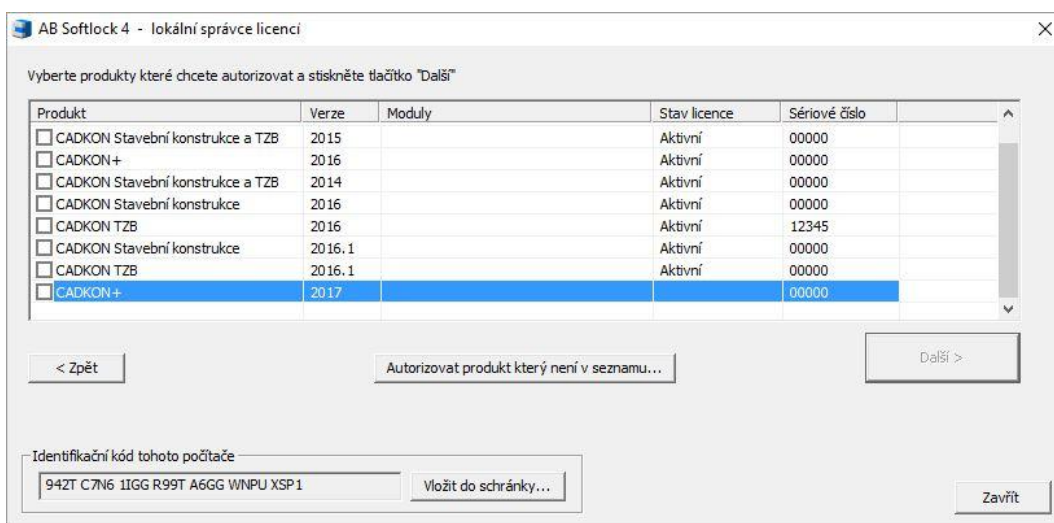 AB Softlock 4 - lokální správce licencí
Vyberte produkty které chcete autorizovat a stiskněte tlačítko "Další"
Produkt Verze Moduly Stav licence Sériové číslo
CADKON Stavební konstrukce a TZB 2015 Aktivní 00000
CADKON+ 2016 Aktivní 00000
CADKON Stavební konstrukce a TZB 2014 Aktivní 00000
CADKON Stavební konstrukce 2016 Aktivní 00000
CADKON TZB 2016 Aktivní 12345
CADKON Stavební konstrukce 2016.1 Aktivní 00000
CADKON TZB 2016.1 Aktivní 00000
CADKON+ 2017 00000
< Zpět Autorizovat produkt který není v seznamu... Další >
Identifikační kód tohoto počítače
942T C7N6 1IGG R99T A6GG WNPU XSP1 Vložit do schránky...
Zavřít